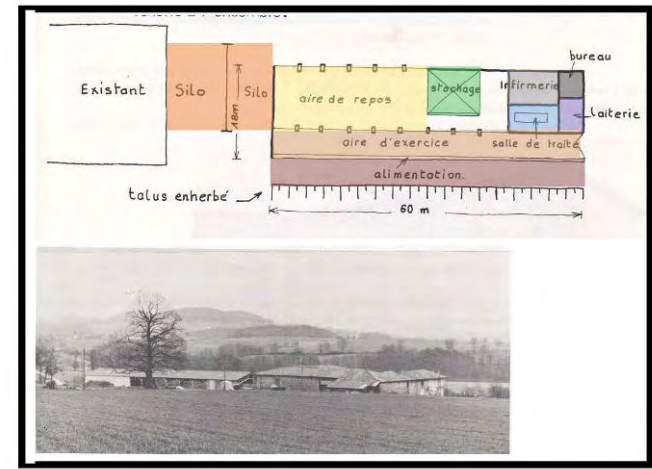 bureau
Existant
Silo
Silo
18m
aire de repos
stockage
Infirmerie
laiterie
aire d'exercice
salle de traite
alimentation.
talus enherbé
60 m